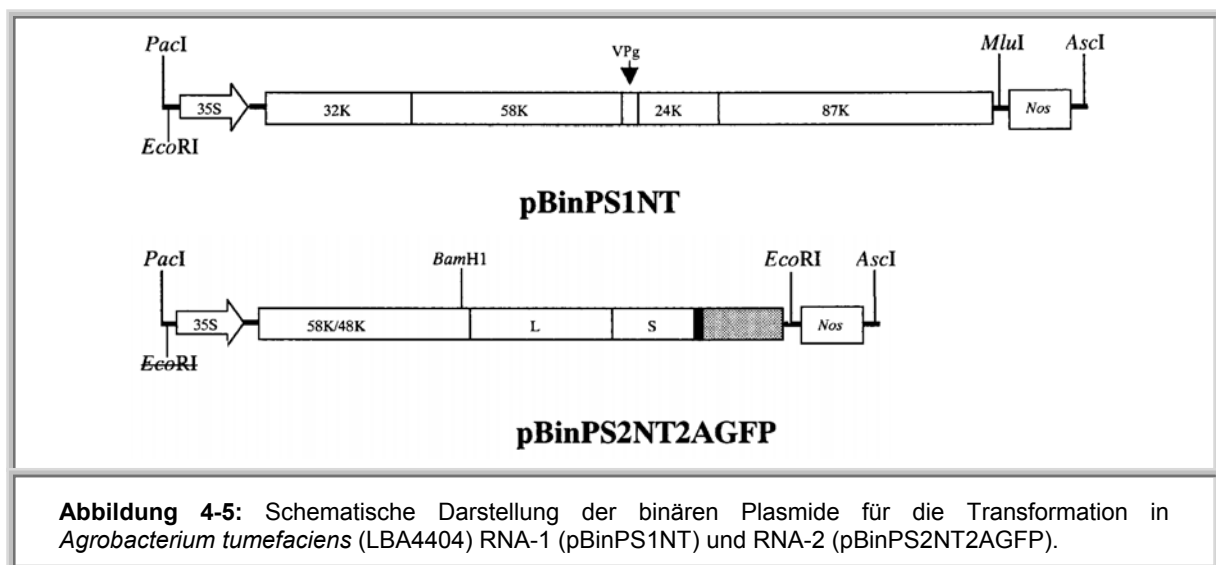 PacI VPg MluI AscI
35S 32K 58K 24K 87K Nos
EcoRI
pBinPS1NT
PacI BamH1 EcoRI AscI
35S 58K/48K L S Nos
EcoRI
pBinPS2NT2AGFP
Abbildung 4-5: Schematische Darstellung der binären Plasmide für die Transformation in
Agrobacterium tumefaciens (LBA4404) RNA-1 (pBinPS1NT) und RNA-2 (pBinPS2NT2AGFP).